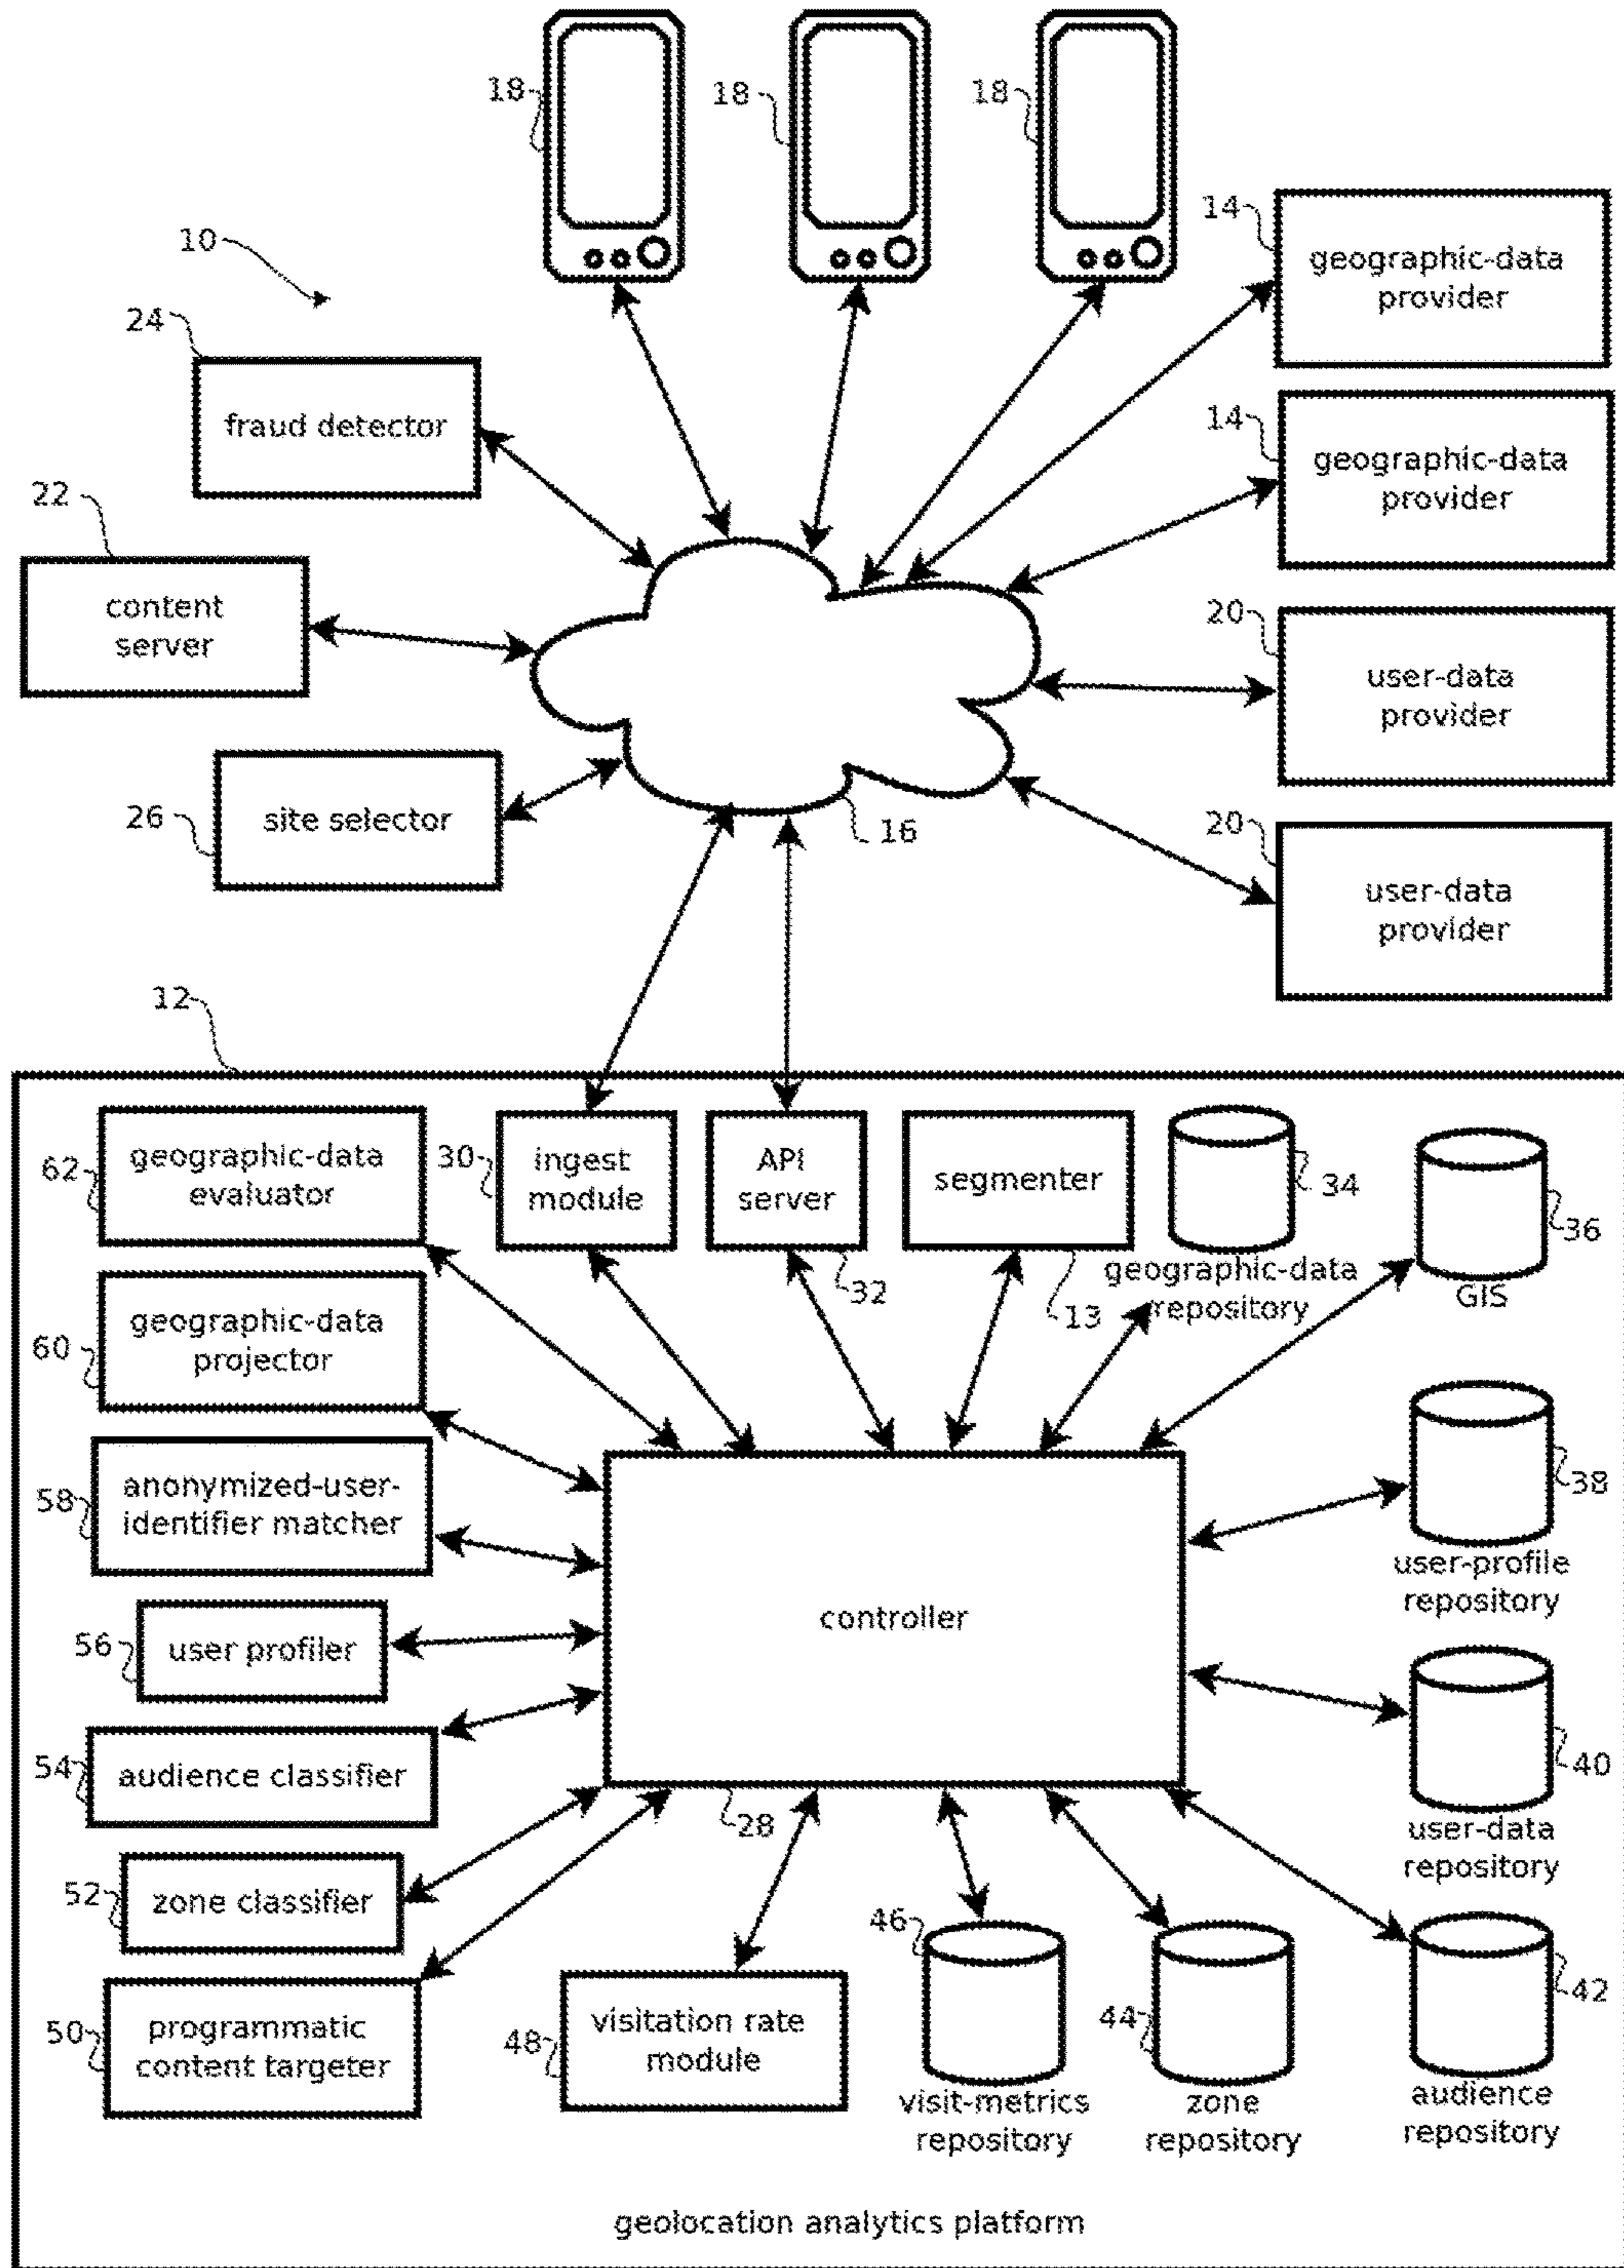 18
18
18
14
geographic-data
provider
10
24
fraud detector
14
geographic-data
provider
22
content
server
20
user-data
provider
26
site selector
16
20
user-data
provider
12
62
geographic-data
evaluator
30
ingest
module
API
server
32
segmenter
13
34
geographic-data
repository
36
GIS
60
geographic-data
projector
58
anonymized-user-
identifier matcher
38
user-profile
repository
controller
28
56
user profiler
54
audience classifier
40
user-data
repository
52
zone classifier
50
programmatic
content targeter
48
visitation rate
module
46
visit-metrics
repository
44
zone
repository
42
audience
repository
geolocation analytics platform